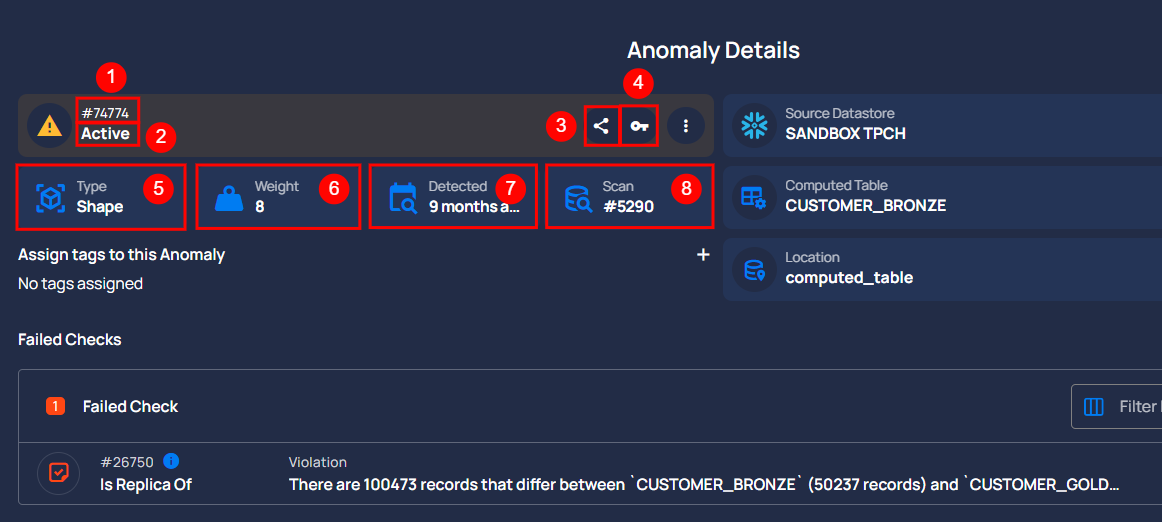 Anomaly Details
1
4
#74774
Active
2
3
Source Datastore
SANDBOX TPCH
Type
Shape
5
Weight
8
6
Detected
9 months a...
7
Scan
#5290
8
Computed Table
CUSTOMER_BRONZE
Assign tags to this Anomaly
+
No tags assigned
Location
computed_table
Failed Checks
1
Failed Check
Filter
#26750
Is Replica Of
Violation
There are 100473 records that differ between `CUSTOMER_BRONZE` (50237 records) and `CUSTOMER_GOLD...